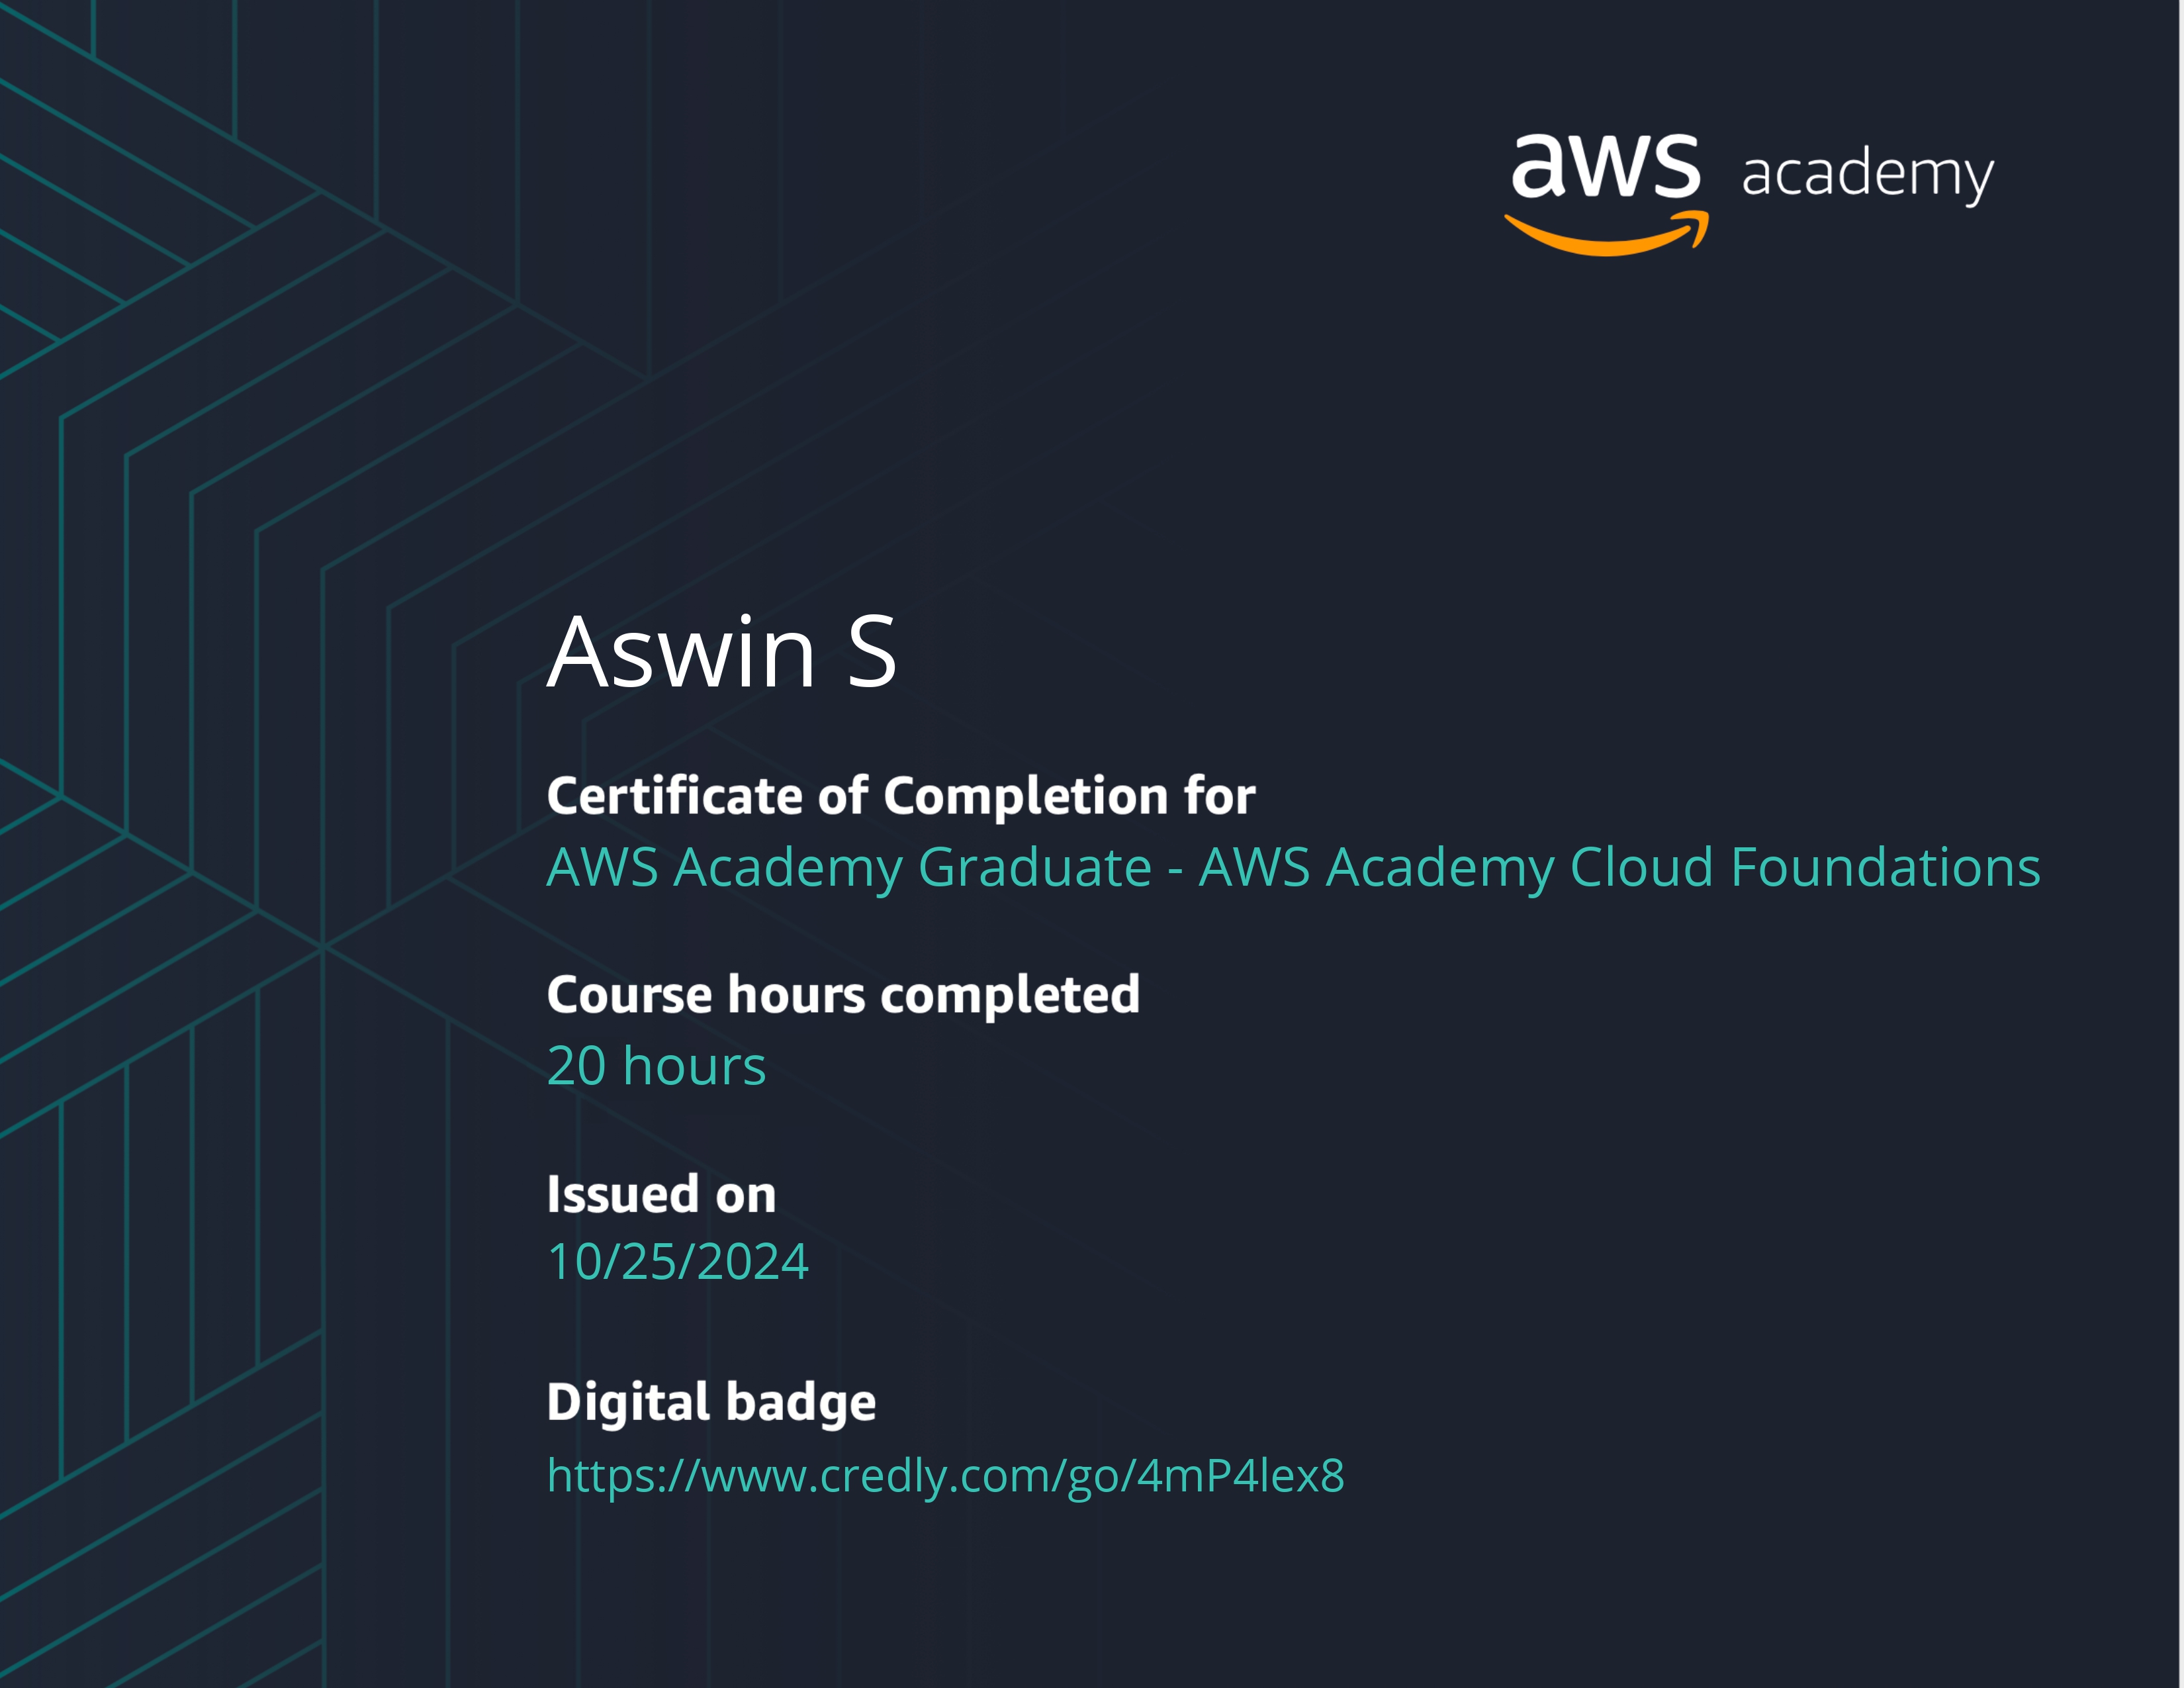 aws academy
Aswin S
Certificate of Completion for
AWS Academy Graduate - AWS Academy Cloud Foundations
Course hours completed
20 hours
Issued on
10/25/2024
Digital badge
https://www.credly.com/go/4mP4lex8